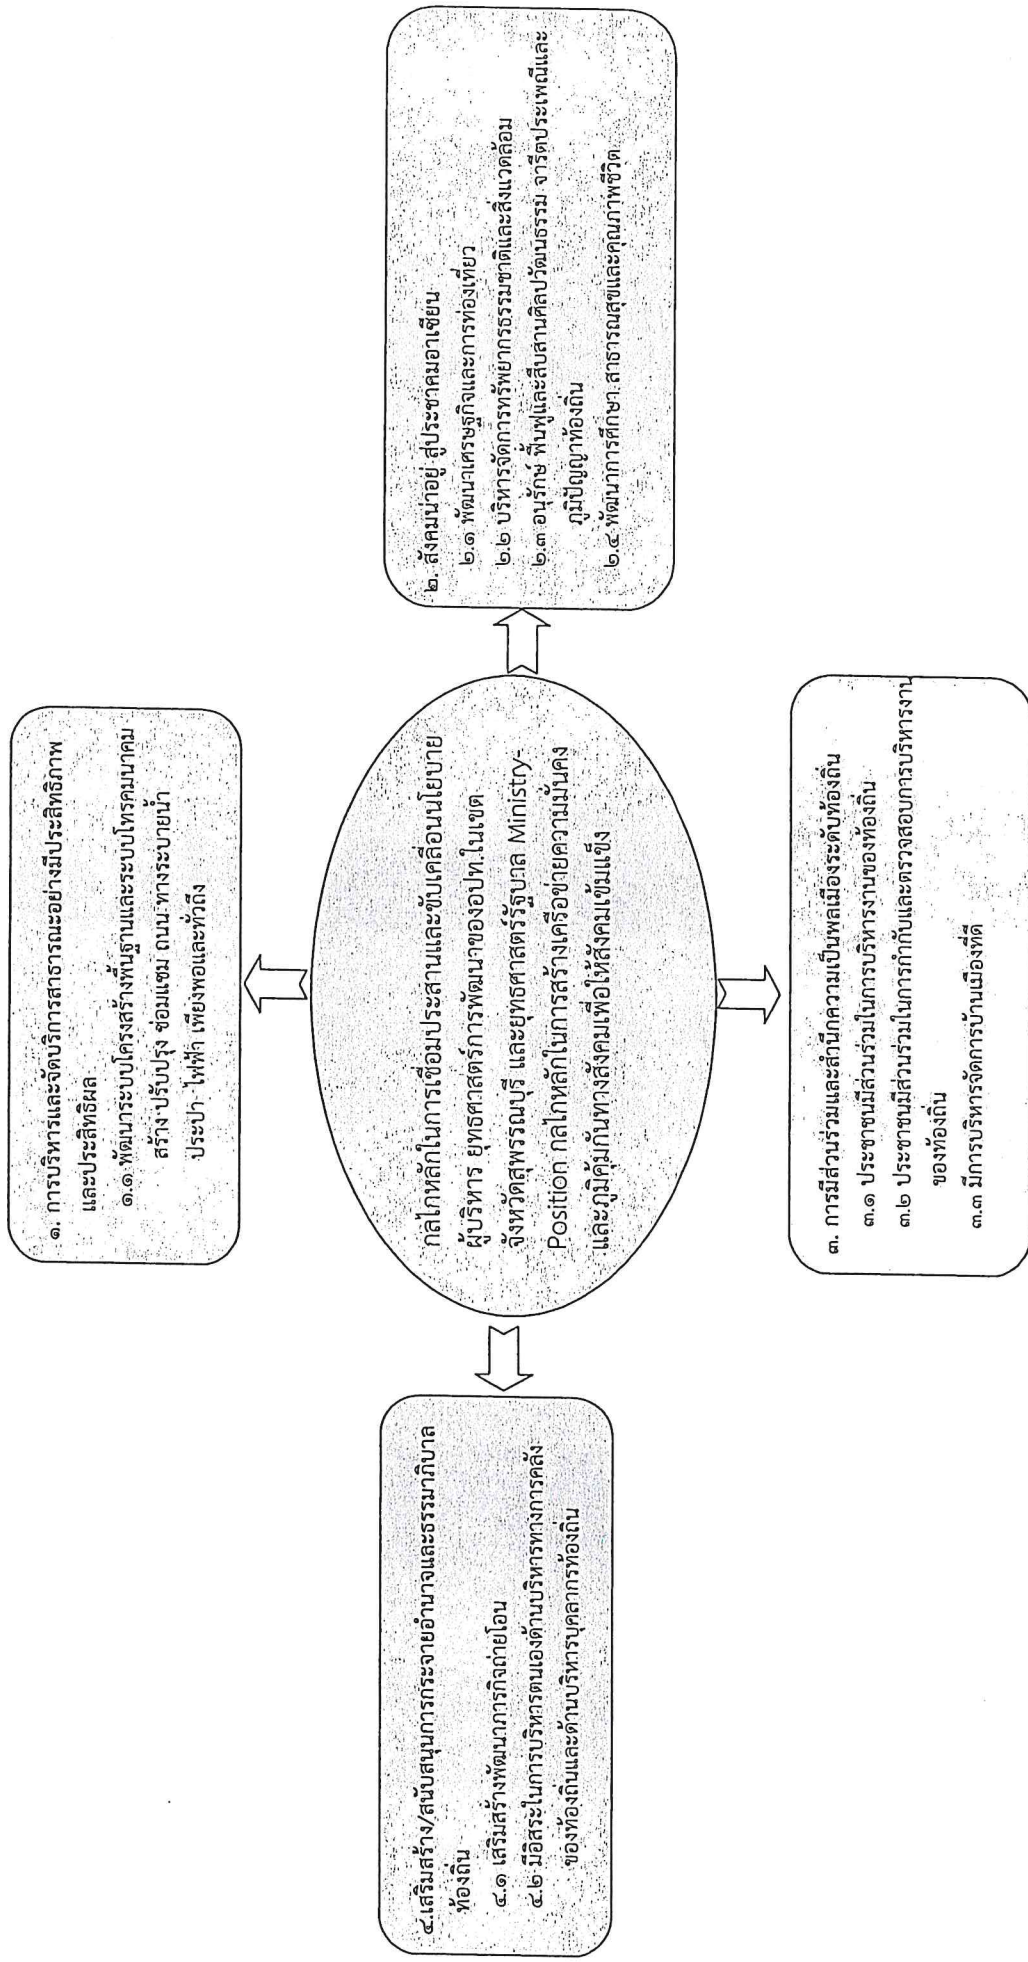 ๑. การบริหารและจัดบริการสาธารณะอย่างมีประสิทธิภาพ
และประสิทธิผล
๑.๑ พัฒนาระบบโครงสร้างพื้นฐานและระบบโทรคมนาคม
สร้าง ปรับปรุง ซ่อมแซม ถนน ทางระบายน้ำ
ประปา ไฟฟ้า เพียงพอและทั่วถึง
๒. สังคมน่าอยู่ สู่ประชาคมอาเซียน
๒.๑ พัฒนาเศรษฐกิจและการท่องเที่ยว
๒.๒ บริหารจัดการทรัพยากรธรรมชาติและสิ่งแวดล้อม
๒.๓ อนุรักษ์ ฟื้นฟูและสืบสานศิลปวัฒนธรรม จารีตประเพณีและ
ภูมิปัญญาท้องถิ่น
๒.๔ พัฒนาการศึกษา สาธารณสุขและคุณภาพชีวิต
กลไกหลักในการเชื่อมประสานและขับเคลื่อนนโยบาย
ผู้บริหาร ยุทธศาสตร์การพัฒนาของอปท.ในเขต
จังหวัดสุพรรณบุรี และยุทธศาสตร์รัฐบาล Ministry-
Position กลไกหลักในการสร้างเครือข่ายความมั่นคง
และภูมิคุ้มกันทางสังคมเพื่อให้สังคมเข้มแข็ง
๓. การมีส่วนร่วมและสำนึกความเป็นพลเมืองระดับท้องถิ่น
๓.๑ ประชาชนมีส่วนร่วมในการบริหารงานของท้องถิ่น
๓.๒ ประชาชนมีส่วนร่วมในการกำกับและตรวจสอบการบริหารงาน
ของท้องถิ่น
๓.๓ มีการบริหารจัดการบ้านเมืองที่ดี
๔.เสริมสร้าง/สนับสนุนการกระจายอำนาจและธรรมาภิบาล
ท้องถิ่น
๔.๑ เสริมสร้างพัฒนาภารกิจถ่ายโอน
๔.๒ มีอิสระในการบริหารตนเองด้านบริหารทางการคลัง
ของท้องถิ่นและด้านบริหารบุคลากรท้องถิ่น